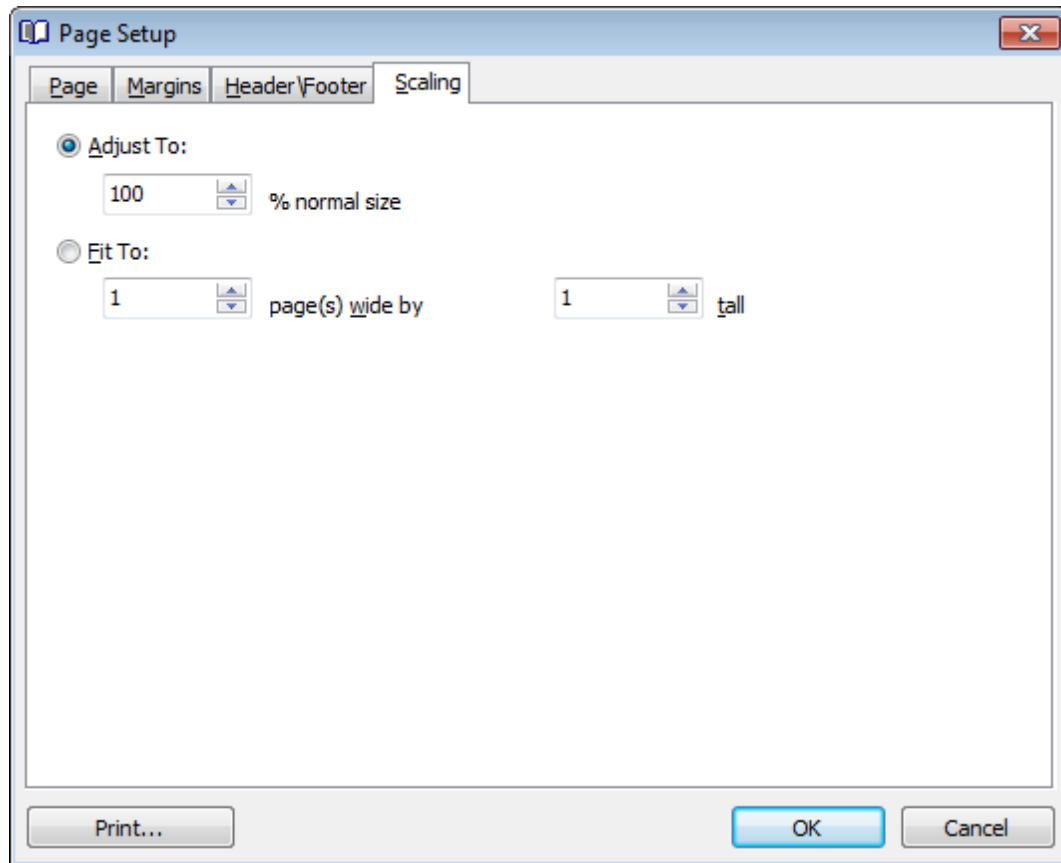 Page Setup
Page Margins Header\Footer Scaling
Adjust To:
100 % normal size
Fit To:
1 page(s) wide by 1 tall
Print... OK Cancel